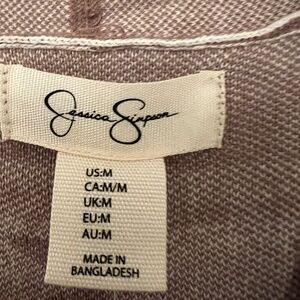 Jessica Simpson
US:M
CA:M/M
UK:M
EU:M
AU:M
MADE IN
BANGLADESH